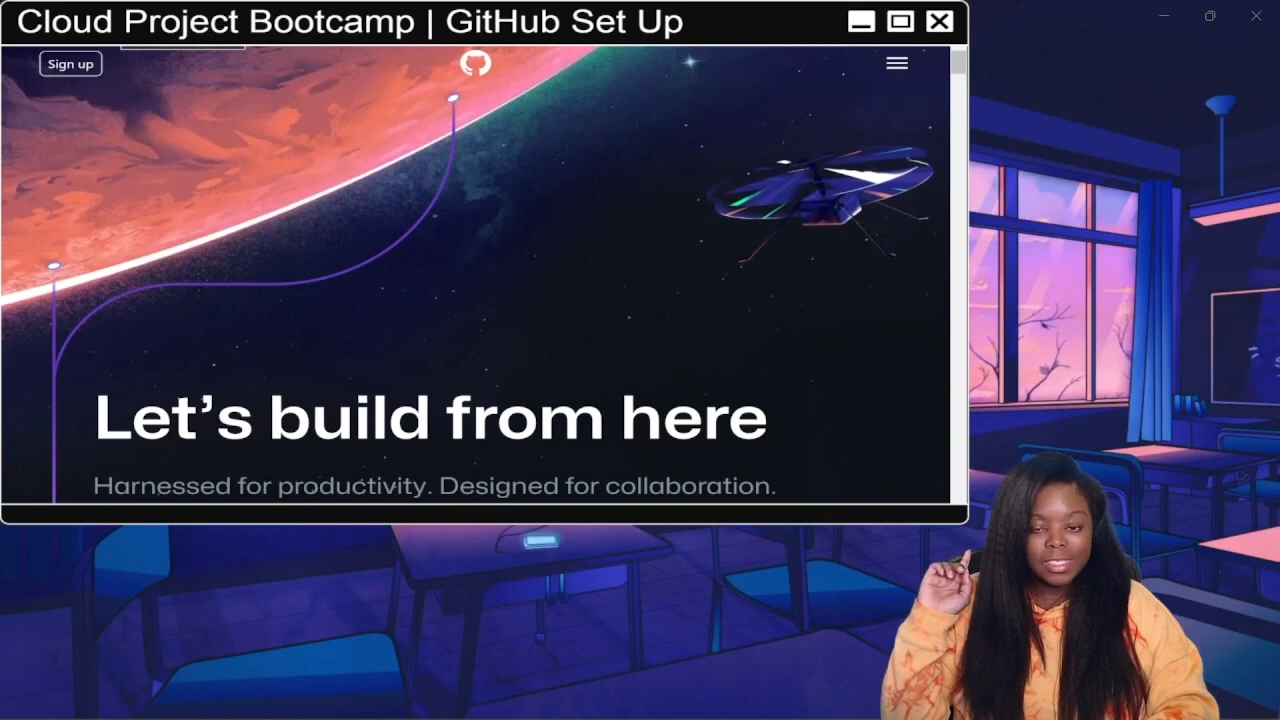 Cloud Project Bootcamp | GitHub Set Up
Sign up
Let's build from here
Harnessed for productivity. Designed for collaboration.